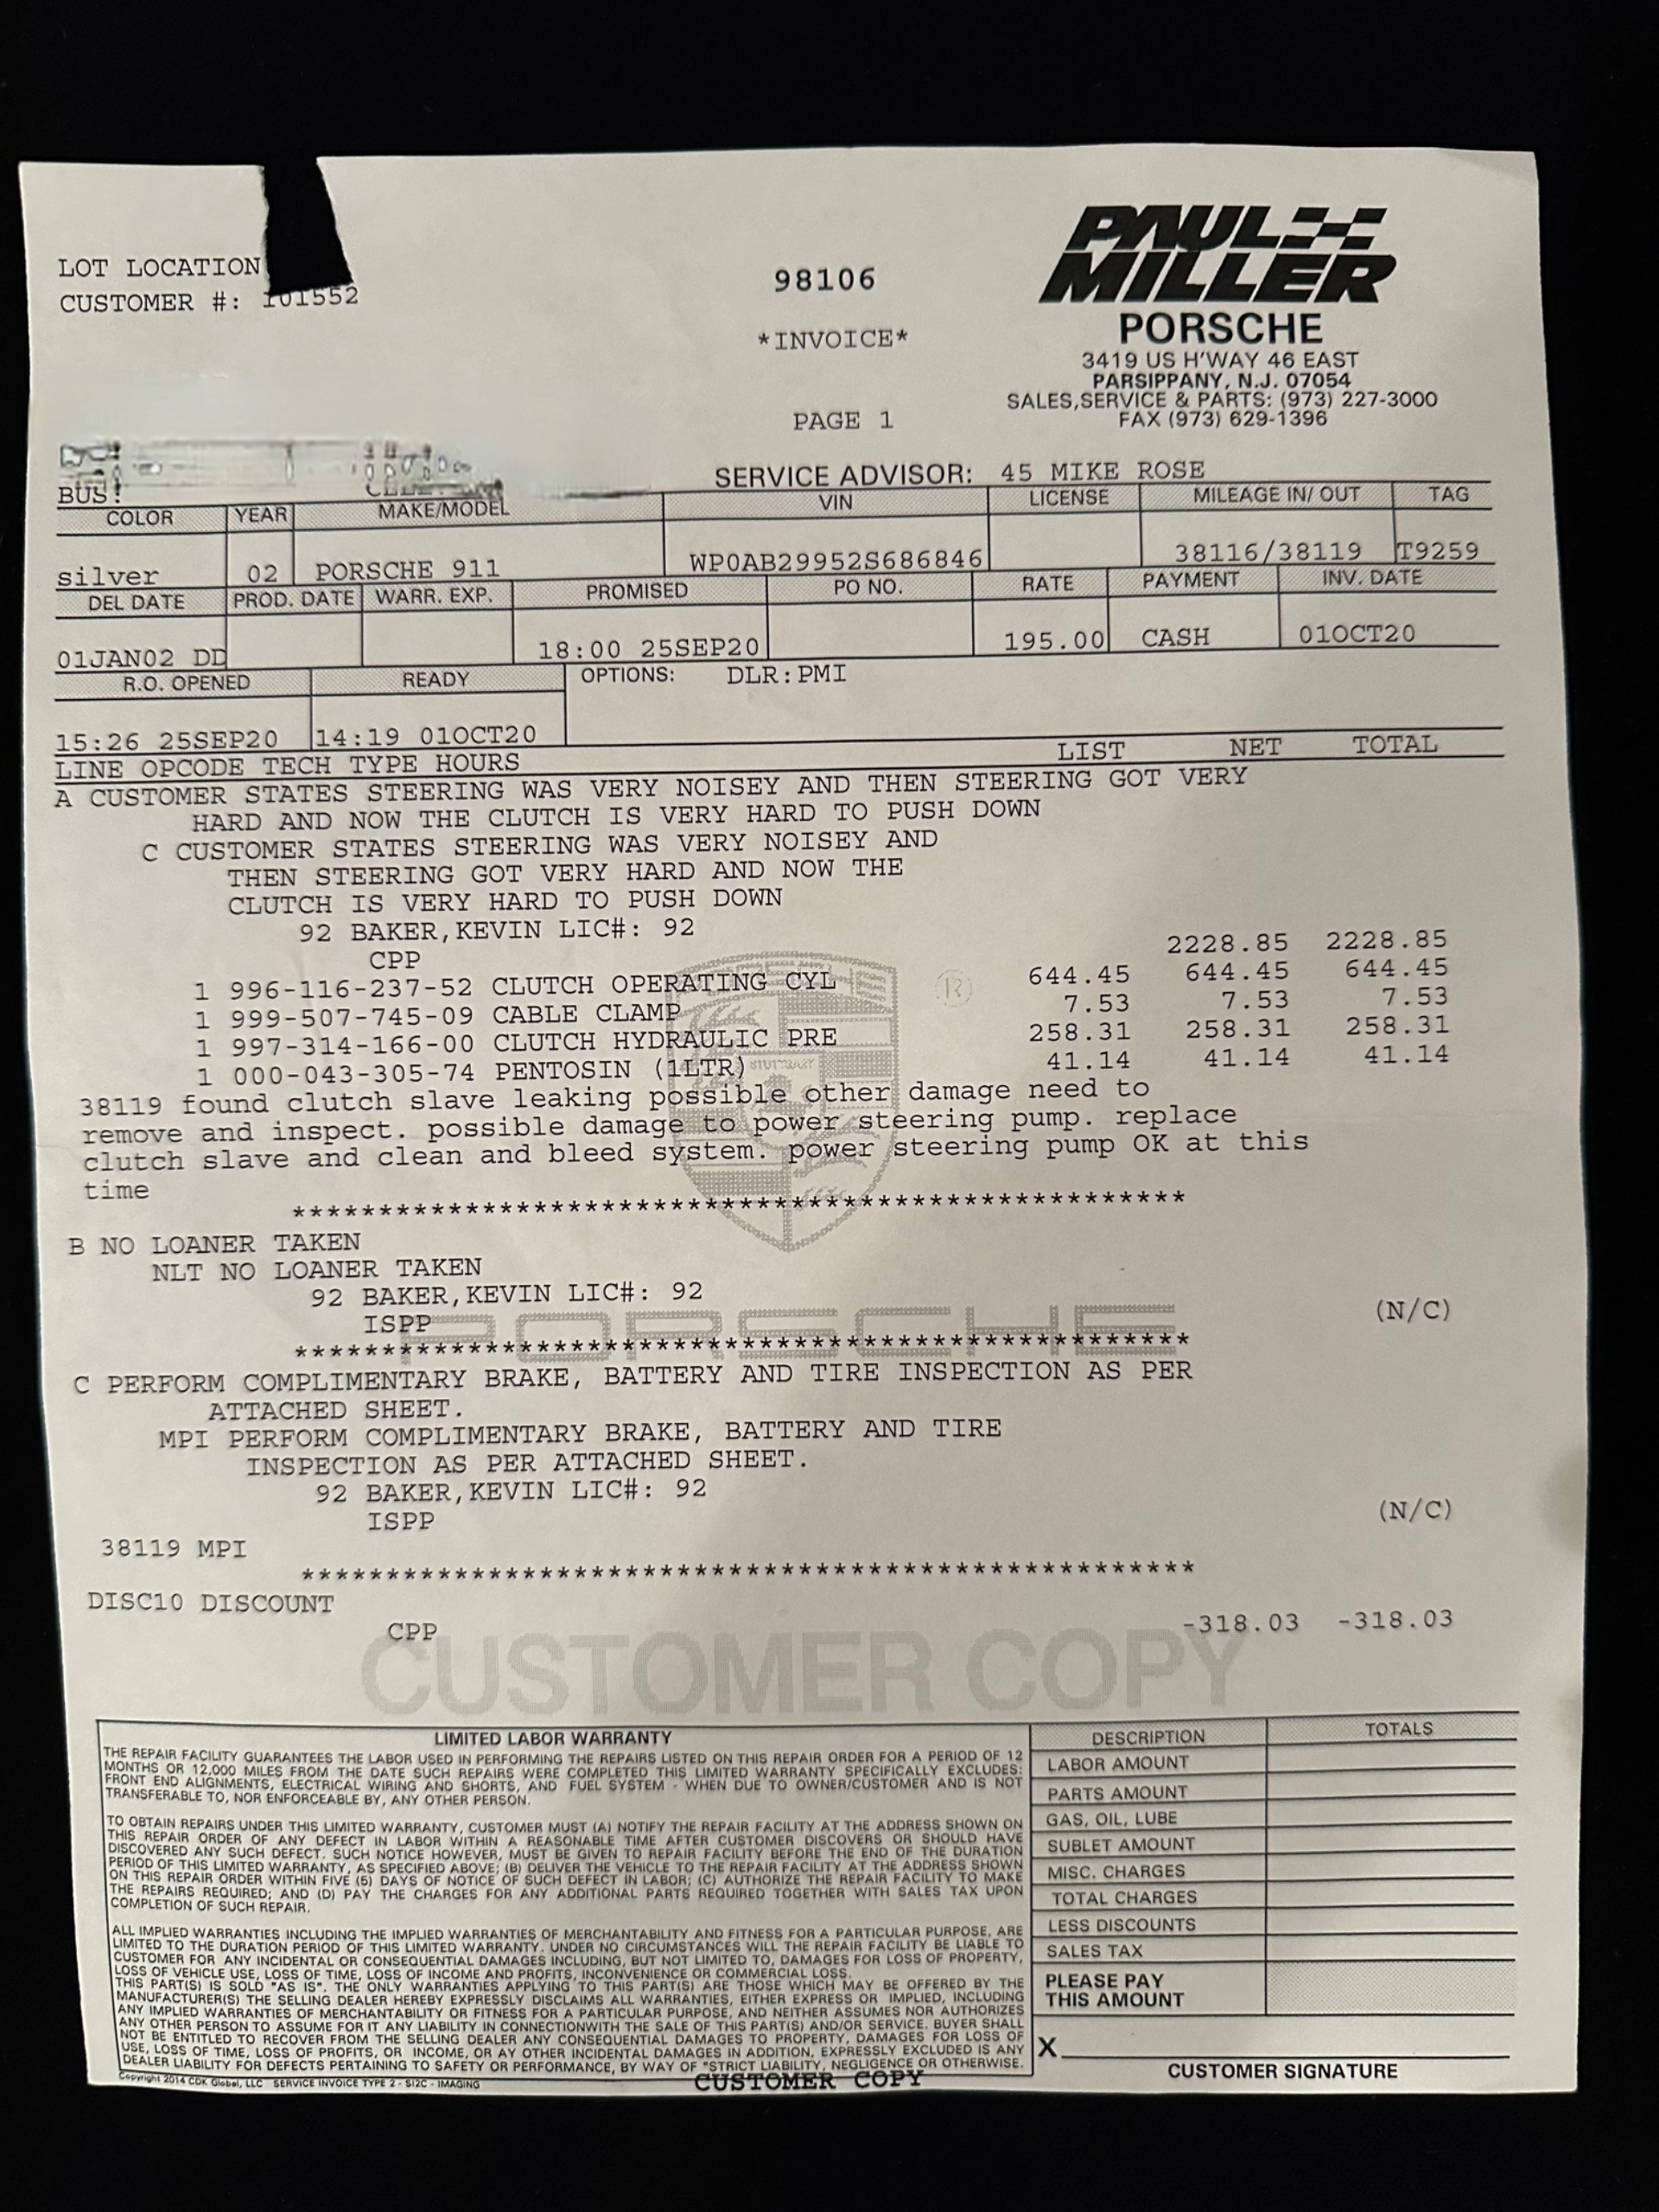 LOT LOCATION
CUSTOMER #: 101552
98106
*INVOICE*
PAGE 1
PAUL MILLER
PORSCHE
3419 US H'WAY 46 EAST
PARSIPPANY, N.J. 07054
SALES,SERVICE & PARTS: (973) 227-3000
FAX (973) 629-1396
BUS:
SERVICE ADVISOR: 45 MIKE ROSE
COLOR YEAR MAKE/MODEL VIN LICENSE MILEAGE IN/ OUT TAG
silver 02 PORSCHE 911 WP0AB29952S686846 38116/38119 T9259
DEL DATE PROD. DATE WARR. EXP. PROMISED PO NO. RATE PAYMENT INV. DATE
01JAN02 DD 18:00 25SEP20 195.00 CASH 01OCT20
R.O. OPENED READY OPTIONS: DLR:PMI
15:26 25SEP20 14:19 01OCT20
LINE OPCODE TECH TYPE HOURS LIST NET TOTAL
A CUSTOMER STATES STEERING WAS VERY NOISEY AND THEN STEERING GOT VERY
HARD AND NOW THE CLUTCH IS VERY HARD TO PUSH DOWN
C CUSTOMER STATES STEERING WAS VERY NOISEY AND
THEN STEERING GOT VERY HARD AND NOW THE
CLUTCH IS VERY HARD TO PUSH DOWN
92 BAKER,KEVIN LIC#: 92
CPP 2228.85 2228.85
1 996-116-237-52 CLUTCH OPERATING CYL 644.45 644.45 644.45
1 999-507-745-09 CABLE CLAMP 7.53 7.53 7.53
1 997-314-166-00 CLUTCH HYDRAULIC PRE 258.31 258.31 258.31
1 000-043-305-74 PENTOSIN (1LTR) 41.14 41.14 41.14
38119 found clutch slave leaking possible other damage need to
remove and inspect. possible damage to power steering pump. replace
clutch slave and clean and bleed system. power steering pump OK at this
time
****************************************************
B NO LOANER TAKEN
NLT NO LOANER TAKEN
92 BAKER,KEVIN LIC#: 92
ISPP (N/C)
PORSCHE
****************************************************
C PERFORM COMPLIMENTARY BRAKE, BATTERY AND TIRE INSPECTION AS PER
ATTACHED SHEET.
MPI PERFORM COMPLIMENTARY BRAKE, BATTERY AND TIRE
INSPECTION AS PER ATTACHED SHEET.
92 BAKER,KEVIN LIC#: 92
ISPP (N/C)
38119 MPI
****************************************************
DISC10 DISCOUNT
CPP -318.03 -318.03
CUSTOMER COPY
LIMITED LABOR WARRANTY
THE REPAIR FACILITY GUARANTEES THE LABOR USED IN PERFORMING THE REPAIRS LISTED ON THIS REPAIR ORDER FOR A PERIOD OF 12
MONTHS OR 12,000 MILES FROM THE DATE SUCH REPAIRS WERE COMPLETED THIS LIMITED WARRANTY SPECIFICALLY EXCLUDES:
FRONT END ALIGNMENTS, ELECTRICAL WIRING AND SHORTS, AND FUEL SYSTEM - WHEN DUE TO OWNER/CUSTOMER AND IS NOT
TRANSFERABLE TO, NOR ENFORCEABLE BY, ANY OTHER PERSON.
TO OBTAIN REPAIRS UNDER THIS LIMITED WARRANTY, CUSTOMER MUST (A) NOTIFY THE REPAIR FACILITY AT THE ADDRESS SHOWN ON
THIS REPAIR ORDER OF ANY DEFECT IN LABOR WITHIN A REASONABLE TIME AFTER CUSTOMER DISCOVERS OR SHOULD HAVE
DISCOVERED ANY SUCH DEFECT. SUCH NOTICE HOWEVER, MUST BE GIVEN TO REPAIR FACILITY BEFORE THE END OF THE DURATION
PERIOD OF THIS LIMITED WARRANTY, AS SPECIFIED ABOVE; (B) DELIVER THE VEHICLE TO THE REPAIR FACILITY AT THE ADDRESS SHOWN
ON THIS REPAIR ORDER WITHIN FIVE (5) DAYS OF NOTICE OF SUCH DEFECT IN LABOR; (C) AUTHORIZE THE REPAIR FACILITY TO MAKE
THE REPAIRS REQUIRED; AND (D) PAY THE CHARGES FOR ANY ADDITIONAL PARTS REQUIRED TOGETHER WITH SALES TAX UPON
COMPLETION OF SUCH REPAIR.
ALL IMPLIED WARRANTIES INCLUDING THE IMPLIED WARRANTIES OF MERCHANTABILITY AND FITNESS FOR A PARTICULAR PURPOSE, ARE
LIMITED TO THE DURATION PERIOD OF THIS LIMITED WARRANTY. UNDER NO CIRCUMSTANCES WILL THE REPAIR FACILITY BE LIABLE TO
CUSTOMER FOR ANY INCIDENTAL OR CONSEQUENTIAL DAMAGES INCLUDING, BUT NOT LIMITED TO, DAMAGES FOR LOSS OF PROPERTY,
LOSS OF VEHICLE USE, LOSS OF TIME, LOSS OF INCOME AND PROFITS, INCONVENIENCE OR COMMERCIAL LOSS.
THIS PART(S) IS SOLD "AS IS". THE ONLY WARRANTIES APPLYING TO THIS PART(S) ARE THOSE WHICH MAY BE OFFERED BY THE
MANUFACTURER(S) THE SELLING DEALER HEREBY EXPRESSLY DISCLAIMS ALL WARRANTIES, EITHER EXPRESS OR IMPLIED, INCLUDING
ANY IMPLIED WARRANTIES OF MERCHANTABILITY OR FITNESS FOR A PARTICULAR PURPOSE, AND NEITHER ASSUMES NOR AUTHORIZES
ANY OTHER PERSON TO ASSUME FOR IT ANY LIABILITY IN CONNECTIONWITH THE SALE OF THIS PART(S) AND/OR SERVICE. BUYER SHALL
NOT BE ENTITLED TO RECOVER FROM THE SELLING DEALER ANY CONSEQUENTIAL DAMAGES TO PROPERTY, DAMAGES FOR LOSS OF
USE, LOSS OF TIME, LOSS OF PROFITS, OR INCOME, OR AY OTHER INCIDENTAL DAMAGES IN ADDITION, EXPRESSLY EXCLUDED IS ANY
DEALER LIABILITY FOR DEFECTS PERTAINING TO SAFETY OR PERFORMANCE, BY WAY OF "STRICT LIABILITY, NEGLIGENCE OR OTHERWISE.
DESCRIPTION TOTALS
LABOR AMOUNT
PARTS AMOUNT
GAS, OIL, LUBE
SUBLET AMOUNT
MISC. CHARGES
TOTAL CHARGES
LESS DISCOUNTS
SALES TAX
PLEASE PAY
THIS AMOUNT
X
CUSTOMER SIGNATURE
Copyright 2014 CDK Global, LLC SERVICE INVOICE TYPE 2 - SI2C - IMAGING
CUSTOMER COPY